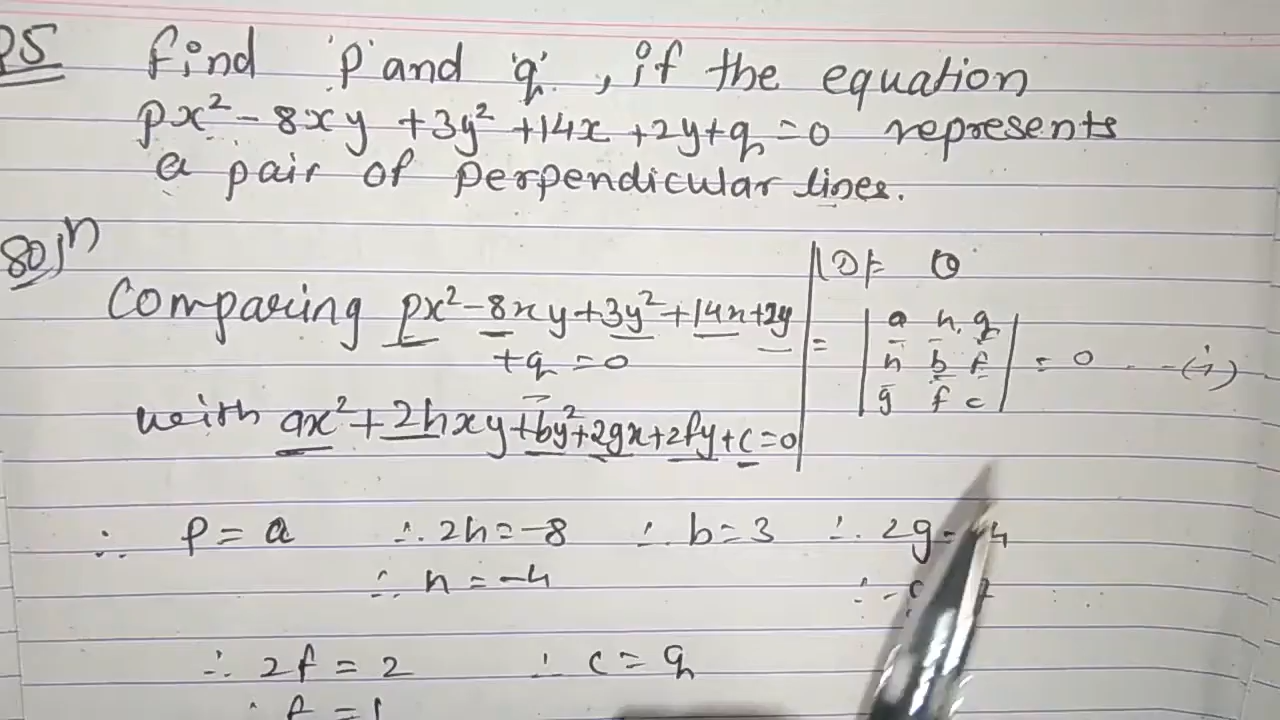 Q5 Find 'p' and 'q', if the equation
px² - 8xy + 3y² + 14x + 2y + q = 0 represents
a pair of perpendicular lines.
Solⁿ
Comparing px² - 8xy + 3y² + 14x + 2y
+ q = 0
with ax² + 2hxy + by² + 2gx + 2fy + c = 0
|D| = 0
= | a h g |
| h b f | = 0 --(i)
| g f c |
∴ p = a ∴ 2h = -8 ∴ b = 3 ∴ 2g =
∴ h = -4 ∴
∴ 2f = 2 ∴ c = q
∴ f = 1